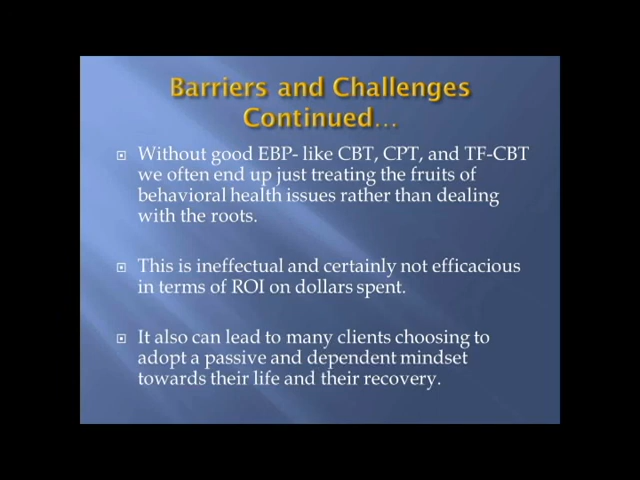 Barriers and Challenges
Continued…
Without good EBP- like CBT, CPT, and TF-CBT
we often end up just treating the fruits of
behavioral health issues rather than dealing
with the roots.
This is ineffectual and certainly not efficacious
in terms of ROI on dollars spent.
It also can lead to many clients choosing to
adopt a passive and dependent mindset
towards their life and their recovery.